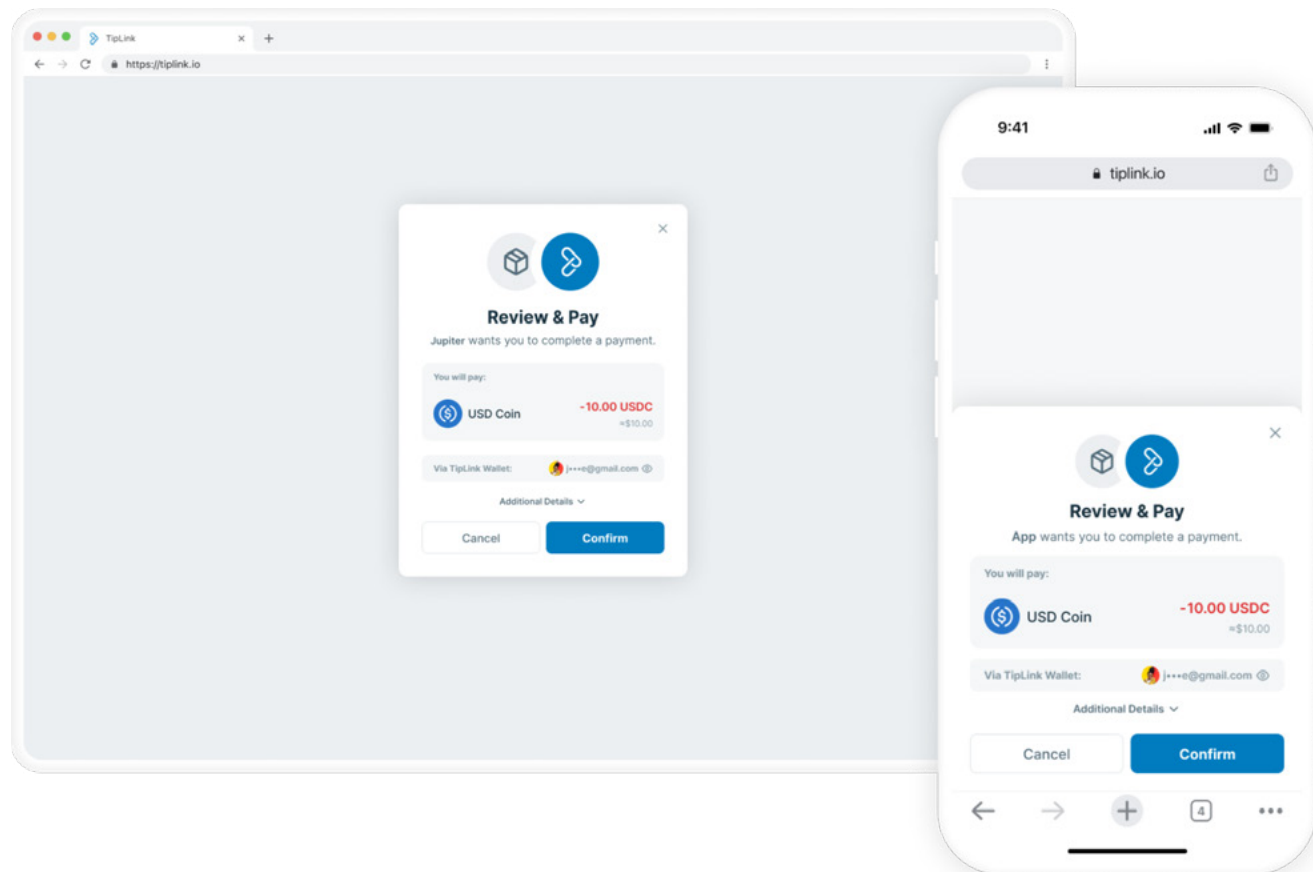 TipLink
https://tiplink.io
Review & Pay
Jupiter wants you to complete a payment.
You will pay:
USD Coin
-10.00 USDC
≈$10.00
Via TipLink Wallet:
j•••e@gmail.com
Additional Details
Cancel
Confirm
9:41
tiplink.io
Review & Pay
App wants you to complete a payment.
You will pay:
USD Coin
-10.00 USDC
≈$10.00
Via TipLink Wallet:
j•••e@gmail.com
Additional Details
Cancel
Confirm
4